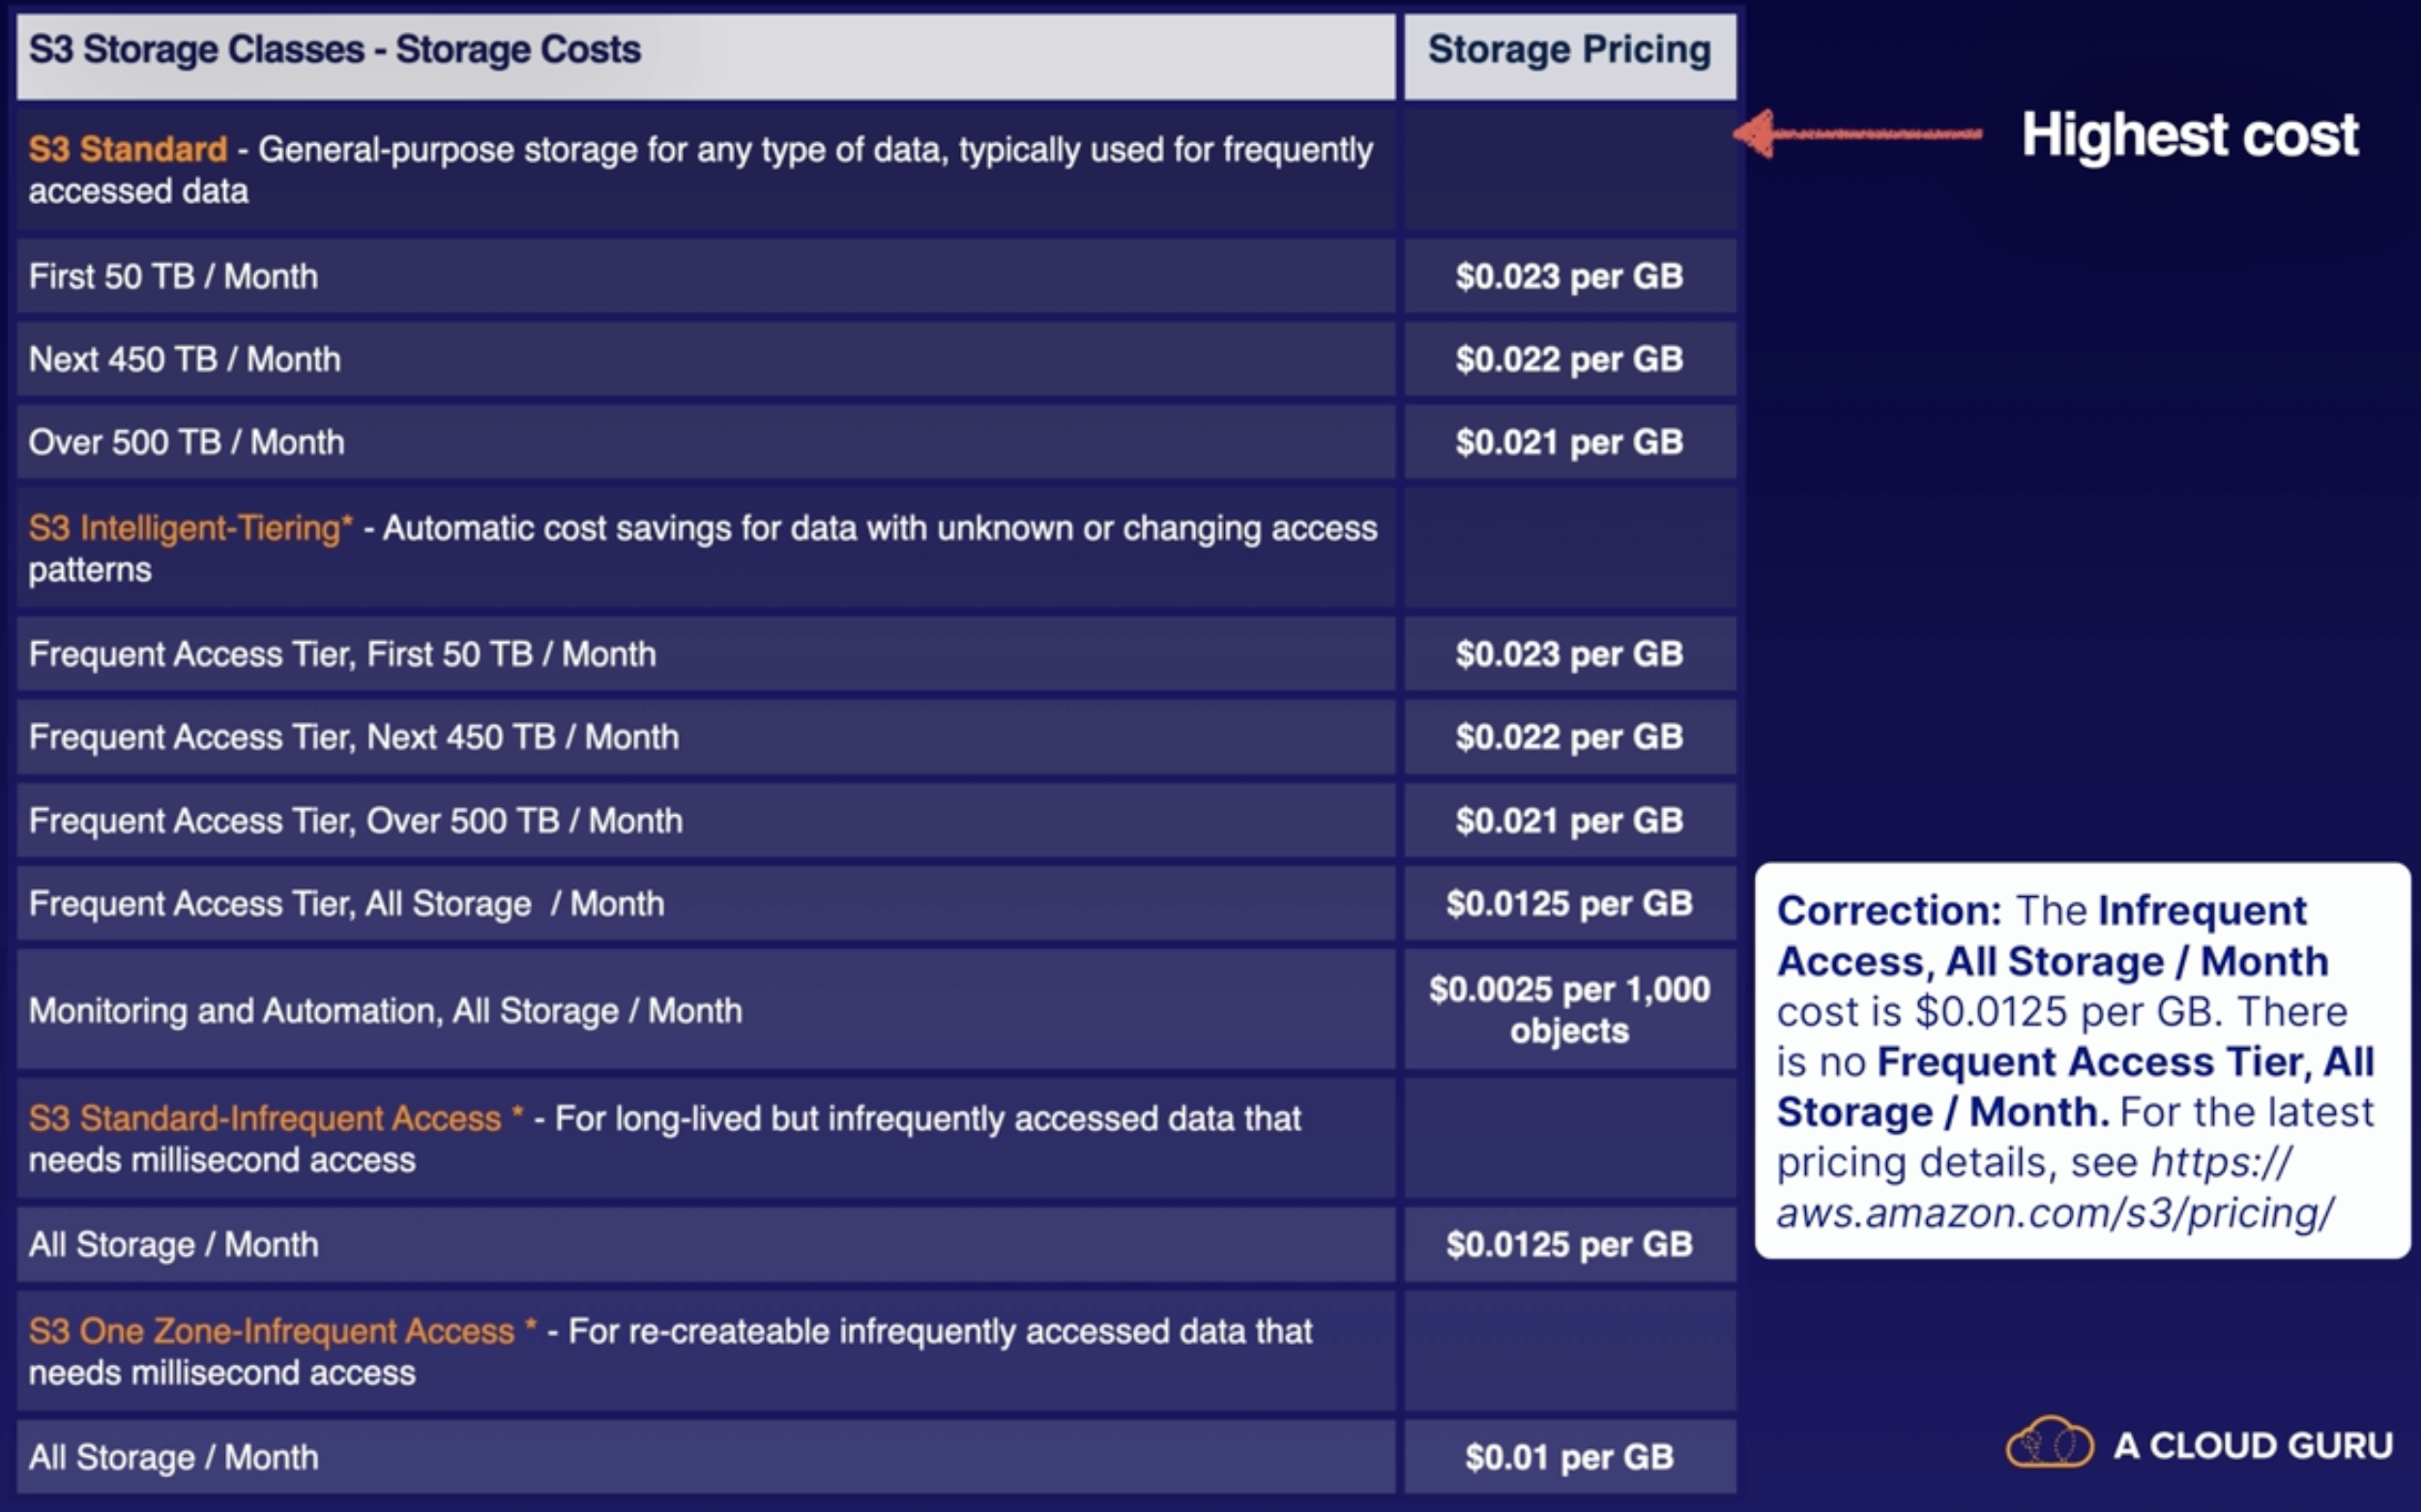 S3 Storage Classes - Storage Costs
Storage Pricing
S3 Standard - General-purpose storage for any type of data, typically used for frequently
accessed data
Highest cost
First 50 TB / Month
$0.023 per GB
Next 450 TB / Month
$0.022 per GB
Over 500 TB / Month
$0.021 per GB
S3 Intelligent-Tiering* - Automatic cost savings for data with unknown or changing access
patterns
Frequent Access Tier, First 50 TB / Month
$0.023 per GB
Frequent Access Tier, Next 450 TB / Month
$0.022 per GB
Frequent Access Tier, Over 500 TB / Month
$0.021 per GB
Frequent Access Tier, All Storage / Month
$0.0125 per GB
Monitoring and Automation, All Storage / Month
$0.0025 per 1,000
objects
S3 Standard-Infrequent Access * - For long-lived but infrequently accessed data that
needs millisecond access
All Storage / Month
$0.0125 per GB
S3 One Zone-Infrequent Access * - For re-createable infrequently accessed data that
needs millisecond access
All Storage / Month
$0.01 per GB
Correction: The Infrequent
Access, All Storage / Month
cost is $0.0125 per GB. There
is no Frequent Access Tier, All
Storage / Month. For the latest
pricing details, see https://
aws.amazon.com/s3/pricing/
A CLOUD GURU